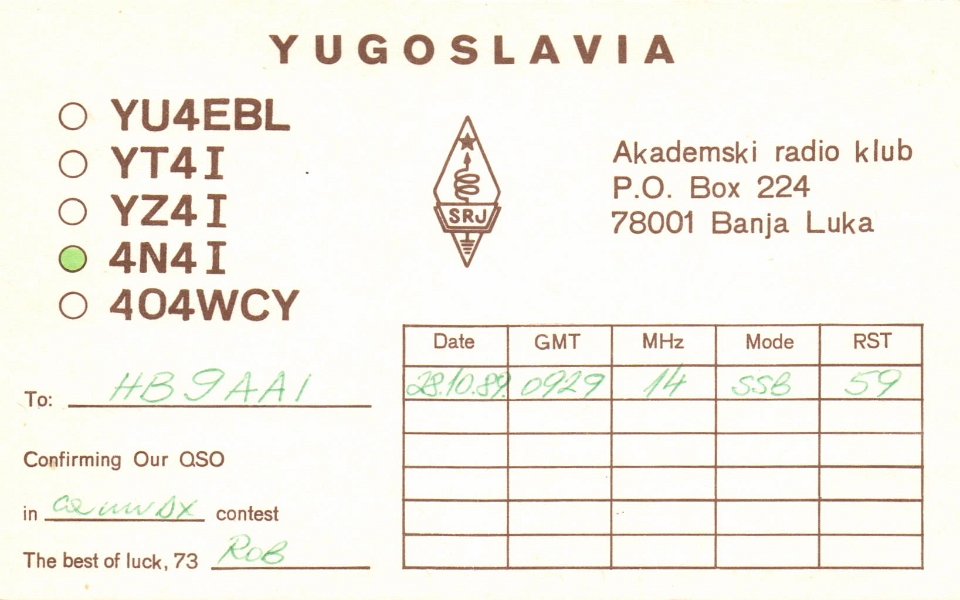 YUGOSLAVIA
YU4EBL
YT4I
YZ4I
4N4I
4O4WCY
SRJ
Akademski radio klub
P.O. Box 224
78001 Banja Luka
To: HB9AAI
Confirming Our QSO
in CQ WW DX contest
The best of luck, 73 ROB
Date GMT MHz Mode RST
28.10.89. 0929 14 SSB 59